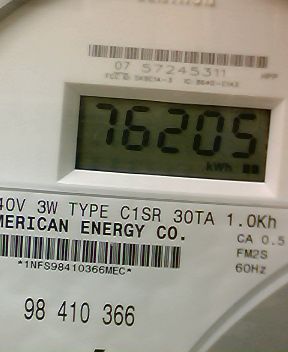 07 57245311
76205
kWh
40V 3W TYPE C1SR 30TA 1.0Kh
MERICAN ENERGY CO.
CA 0.5
FM2S
60Hz
*1NFS98410366MEC*
98 410 366